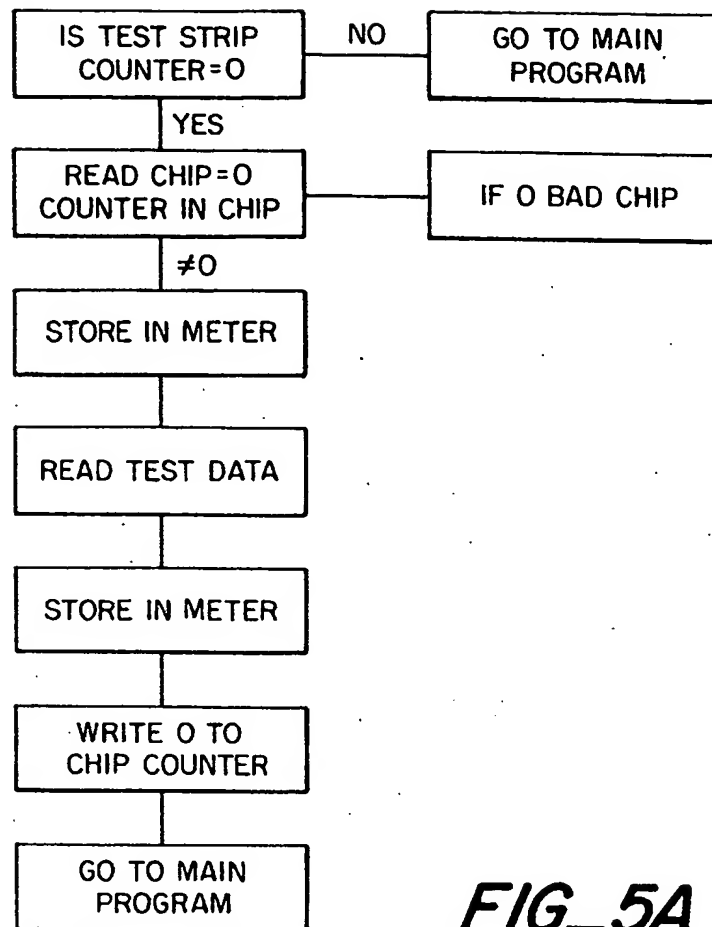 IS TEST STRIP
COUNTER=0
NO
GO TO MAIN
PROGRAM
YES
READ CHIP=0
COUNTER IN CHIP
IF 0 BAD CHIP
≠0
STORE IN METER
READ TEST DATA
STORE IN METER
WRITE 0 TO
CHIP COUNTER
GO TO MAIN
PROGRAM
FIG_5A